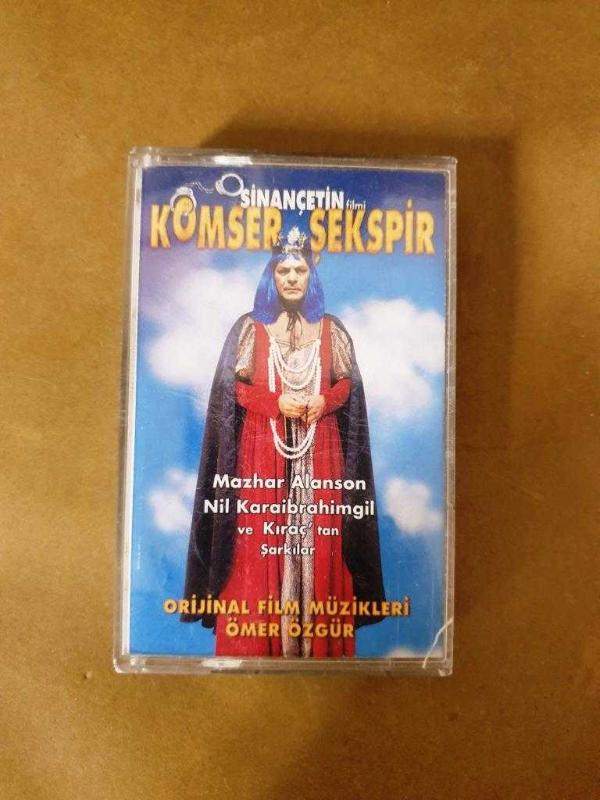 SİNANÇETİN filmi
KOMSER ŞEKSPİR
Mazhar Alanson
Nil Karaibrahimgil
ve Kıraç'tan
Şarkılar
ORİJİNAL FİLM MÜZİKLERİ
ÖMER ÖZGÜR